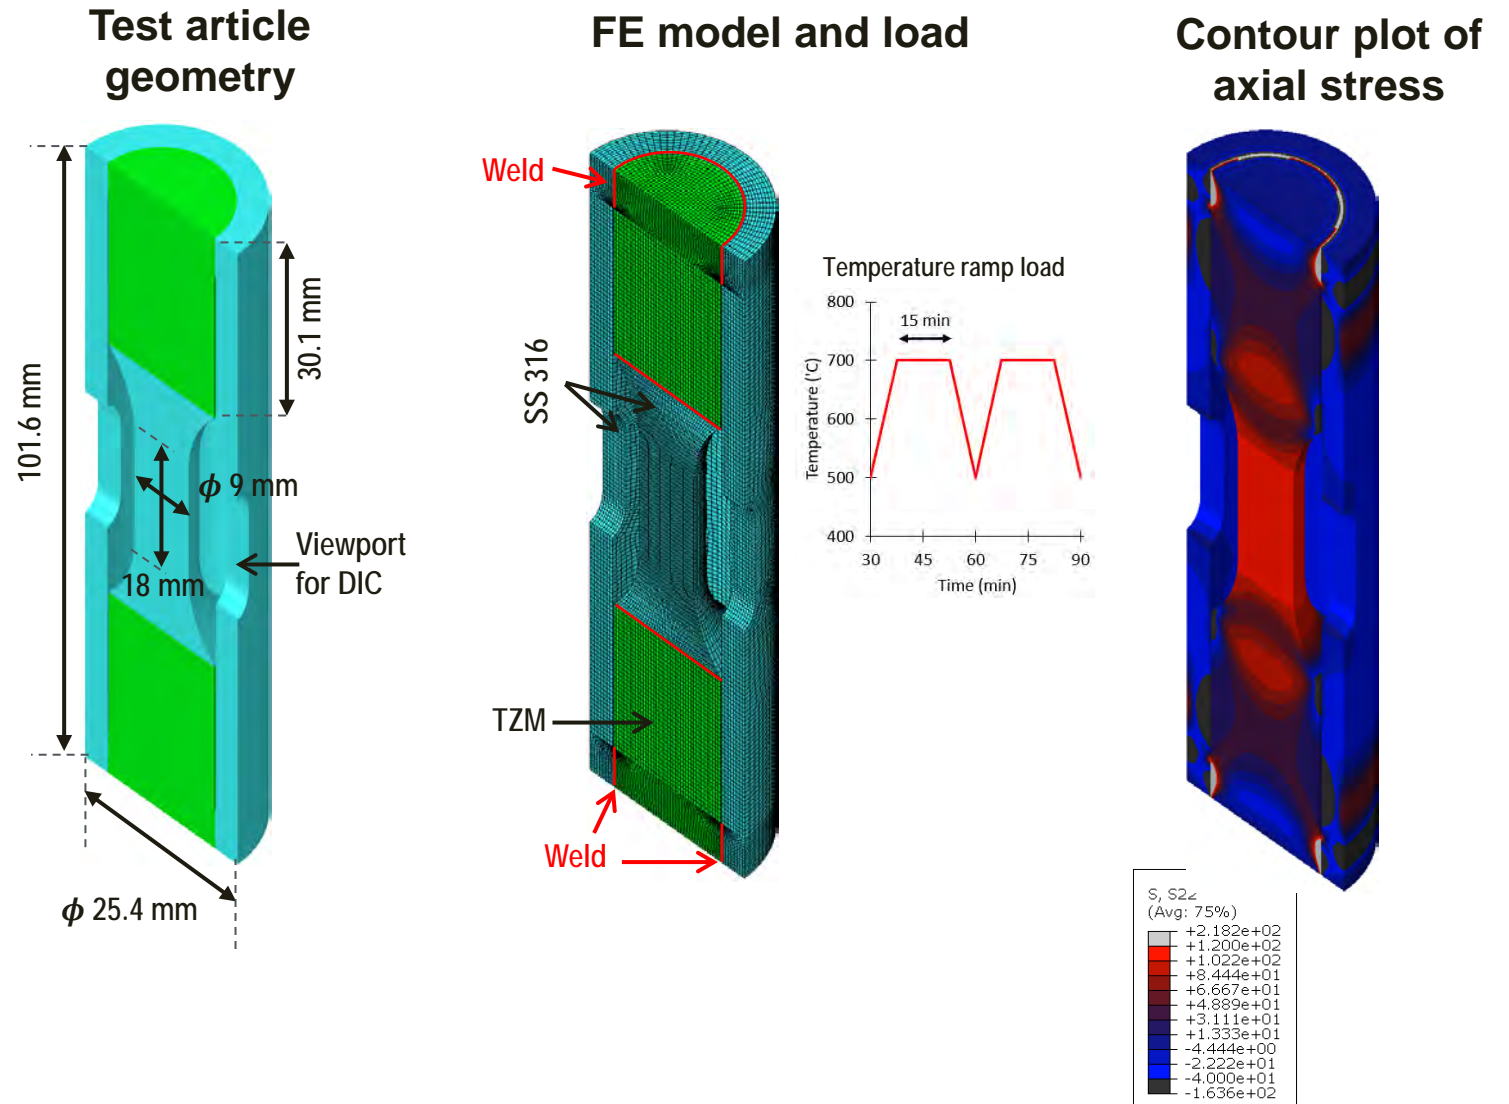 Test article
geometry
FE model and load
Contour plot of
axial stress
101.6 mm
30.1 mm
ϕ 9 mm
18 mm
Viewport
for DIC
ϕ 25.4 mm
Weld
SS 316
TZM
Weld
Temperature ramp load
800
700
600
500
400
Temperature (°C)
15 min
30
45
60
75
90
Time (min)
S, S22
(Avg: 75%)
+2.182e+02
+1.200e+02
+1.022e+02
+8.444e+01
+6.667e+01
+4.889e+01
+3.111e+01
+1.333e+01
-4.444e+00
-2.222e+01
-4.000e+01
-1.636e+02